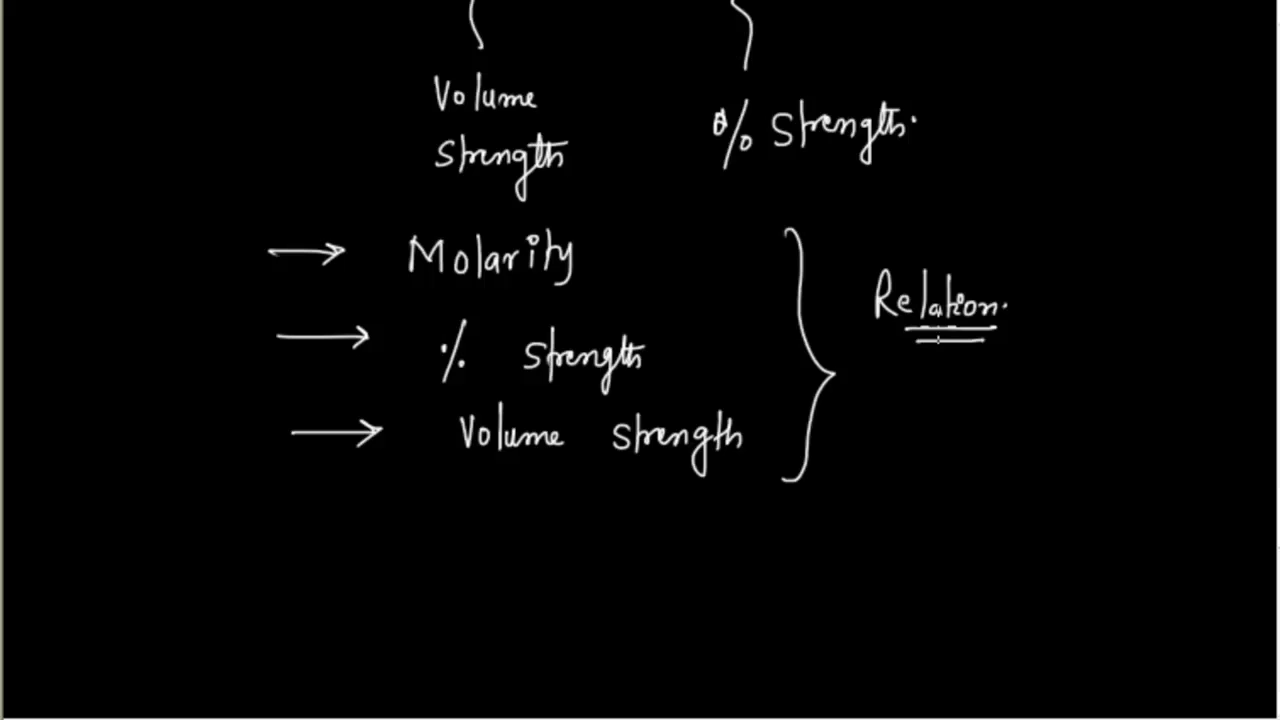 Volume
Strength
% Strength.
→ Molarity
→ % Strength
→ Volume Strength
Relation.